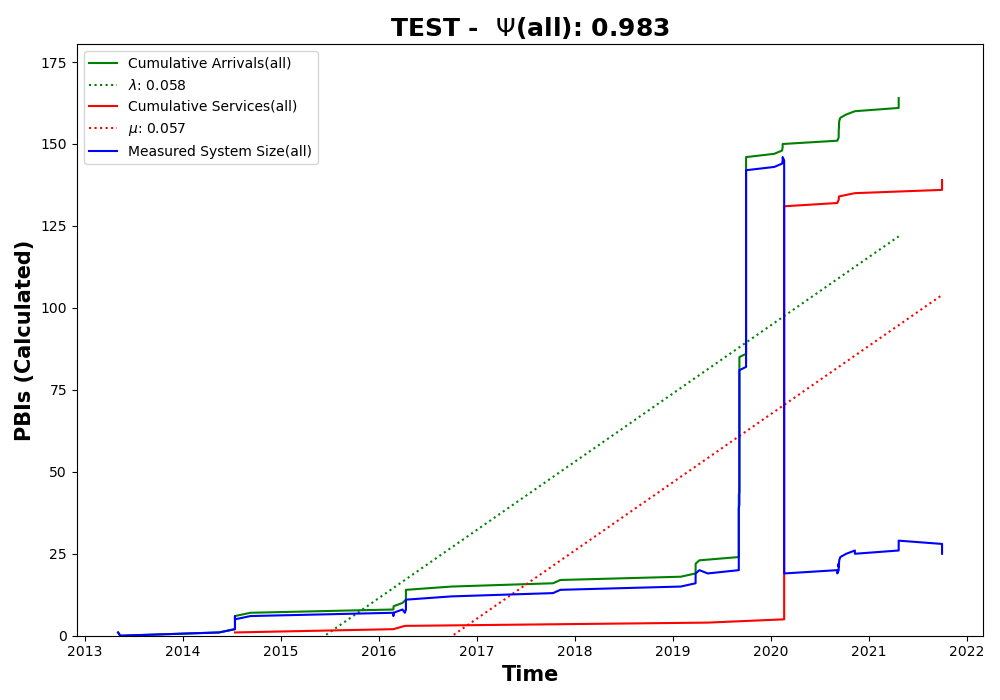 TEST - Ψ(all): 0.983
Cumulative Arrivals(all)
λ: 0.058
Cumulative Services(all)
μ: 0.057
Measured System Size(all)
PBIs (Calculated)
175
150
125
100
75
50
25
0
2013 2014 2015 2016 2017 2018 2019 2020 2021 2022
Time